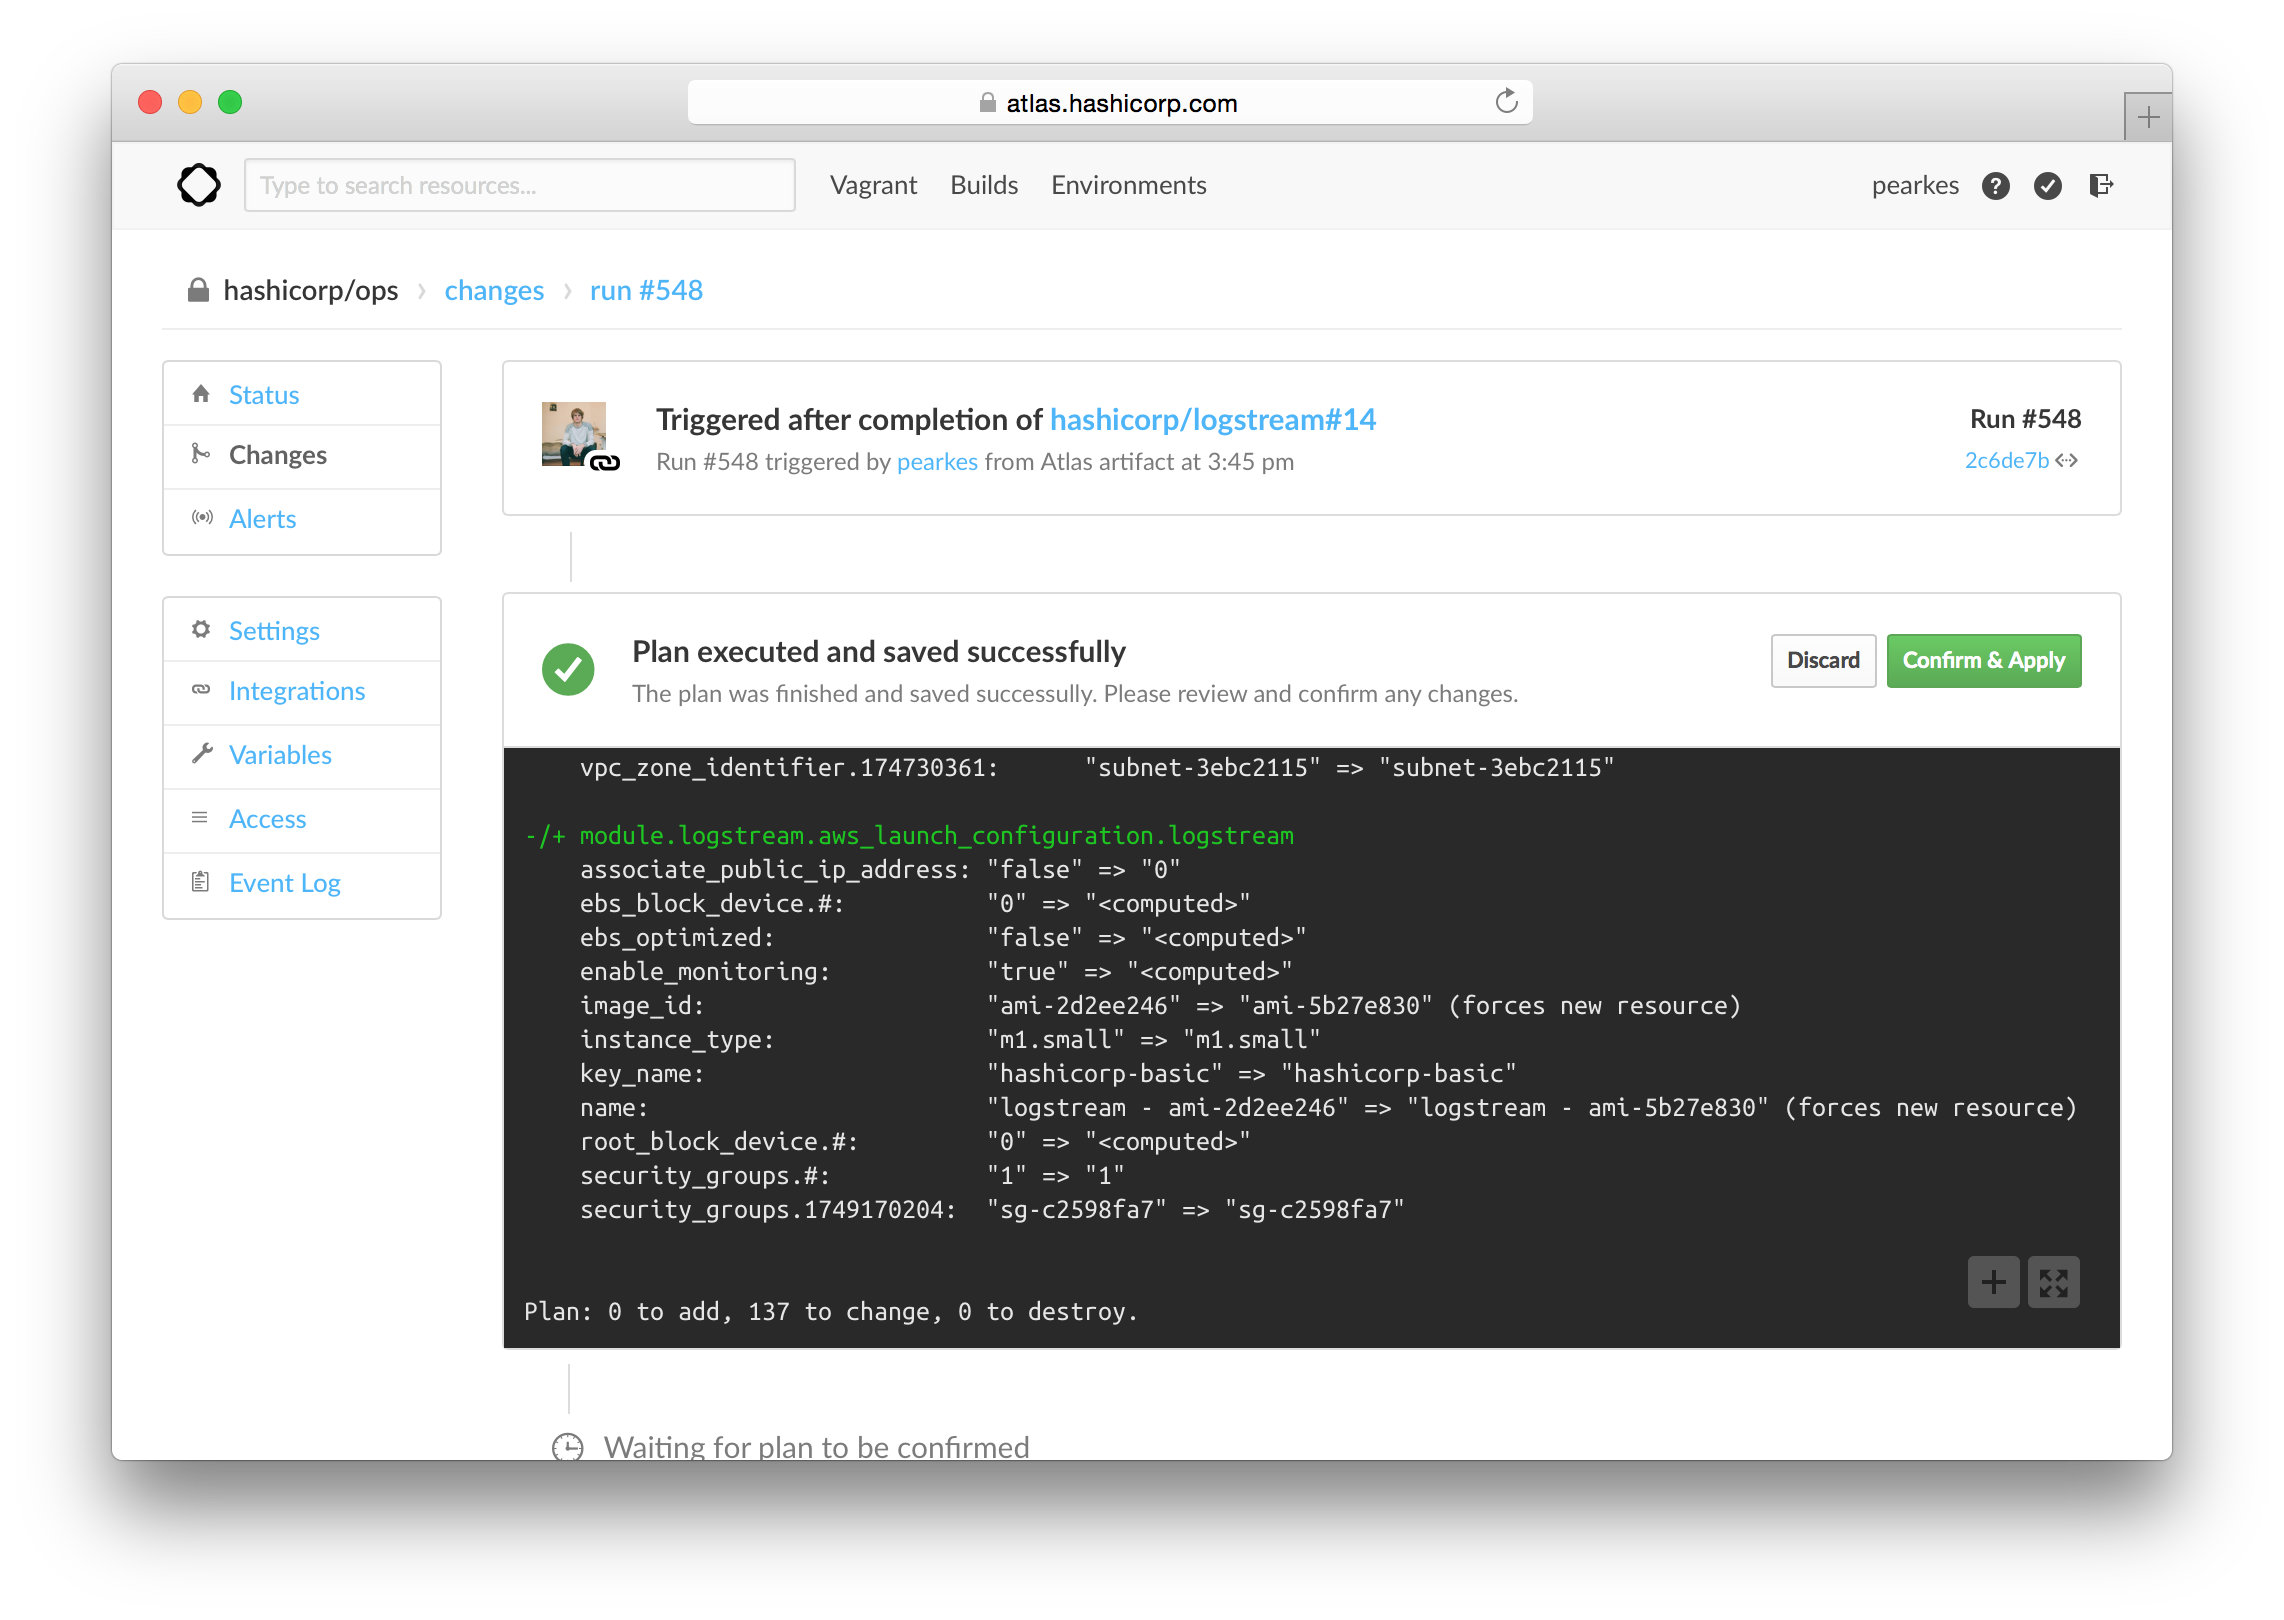 atlas.hashicorp.com
Type to search resources...
Vagrant Builds Environments
pearkes
hashicorp/ops › changes › run #548
Status
Changes
Alerts
Settings
Integrations
Variables
Access
Event Log
Triggered after completion of hashicorp/logstream#14
Run #548 triggered by pearkes from Atlas artifact at 3:45 pm
Run #548
2c6de7b
Plan executed and saved successfully
The plan was finished and saved successully. Please review and confirm any changes.
Discard
Confirm & Apply
vpc_zone_identifier.174730361: "subnet-3ebc2115" => "subnet-3ebc2115"
-/+ module.logstream.aws_launch_configuration.logstream
associate_public_ip_address: "false" => "0"
ebs_block_device.#: "0" => "<computed>"
ebs_optimized: "false" => "<computed>"
enable_monitoring: "true" => "<computed>"
image_id: "ami-2d2ee246" => "ami-5b27e830" (forces new resource)
instance_type: "m1.small" => "m1.small"
key_name: "hashicorp-basic" => "hashicorp-basic"
name: "logstream - ami-2d2ee246" => "logstream - ami-5b27e830" (forces new resource)
root_block_device.#: "0" => "<computed>"
security_groups.#: "1" => "1"
security_groups.1749170204: "sg-c2598fa7" => "sg-c2598fa7"
Plan: 0 to add, 137 to change, 0 to destroy.
Waiting for plan to be confirmed